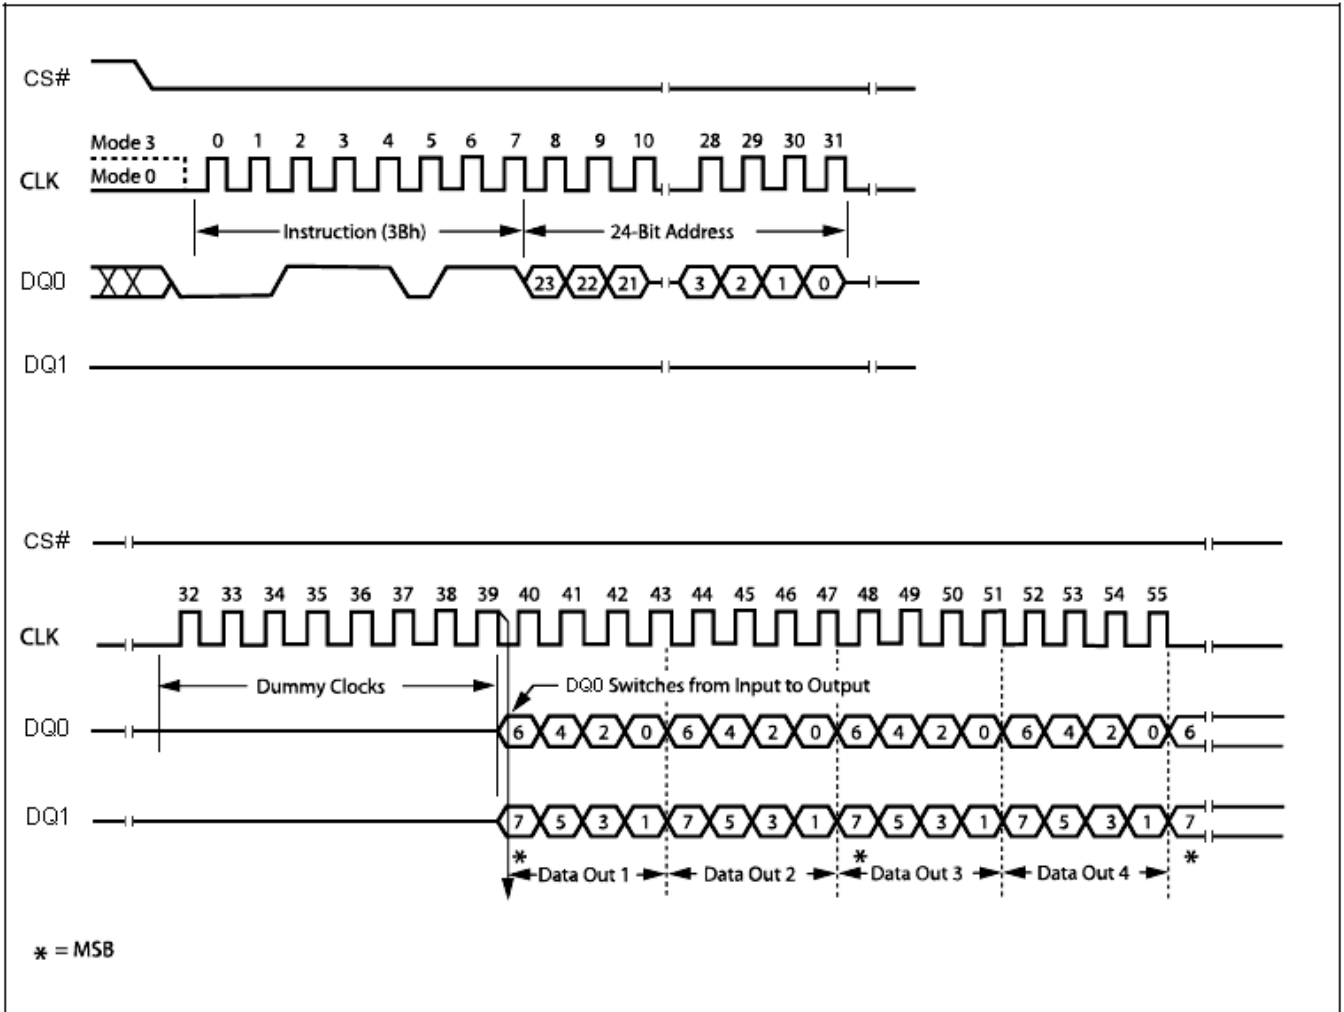 CS#
Mode 3
0 1 2 3 4 5 6 7 8 9 10 28 29 30 31
CLK
Mode 0
Instruction (3Bh) 24-Bit Address
DQ0 23 22 21 3 2 1 0
DQ1
CS#
32 33 34 35 36 37 38 39 40 41 42 43 44 45 46 47 48 49 50 51 52 53 54 55
CLK
Dummy Clocks DQ0 Switches from Input to Output
DQ0 6 4 2 0 6 4 2 0 6 4 2 0 6 4 2 0 6
DQ1 7 5 3 1 7 5 3 1 7 5 3 1 7 5 3 1 7
* * *
Data Out 1 Data Out 2 Data Out 3 Data Out 4
* = MSB